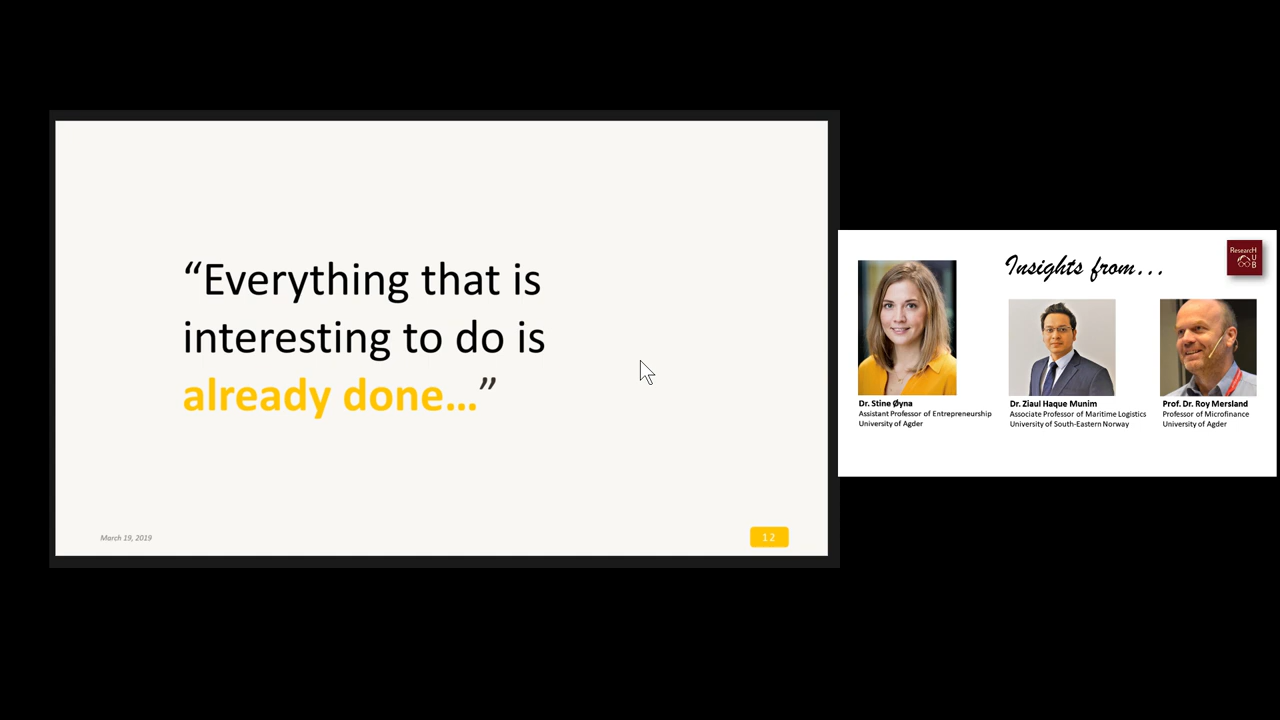 “Everything that is
interesting to do is
already done…”
March 19, 2019
12
Insights from...
ResearcH
U
B
Dr. Stine Øyna
Assistant Professor of Entrepreneurship
University of Agder
Dr. Ziaul Haque Munim
Associate Professor of Maritime Logistics
University of South-Eastern Norway
Prof. Dr. Roy Mersland
Professor of Microfinance
University of Agder